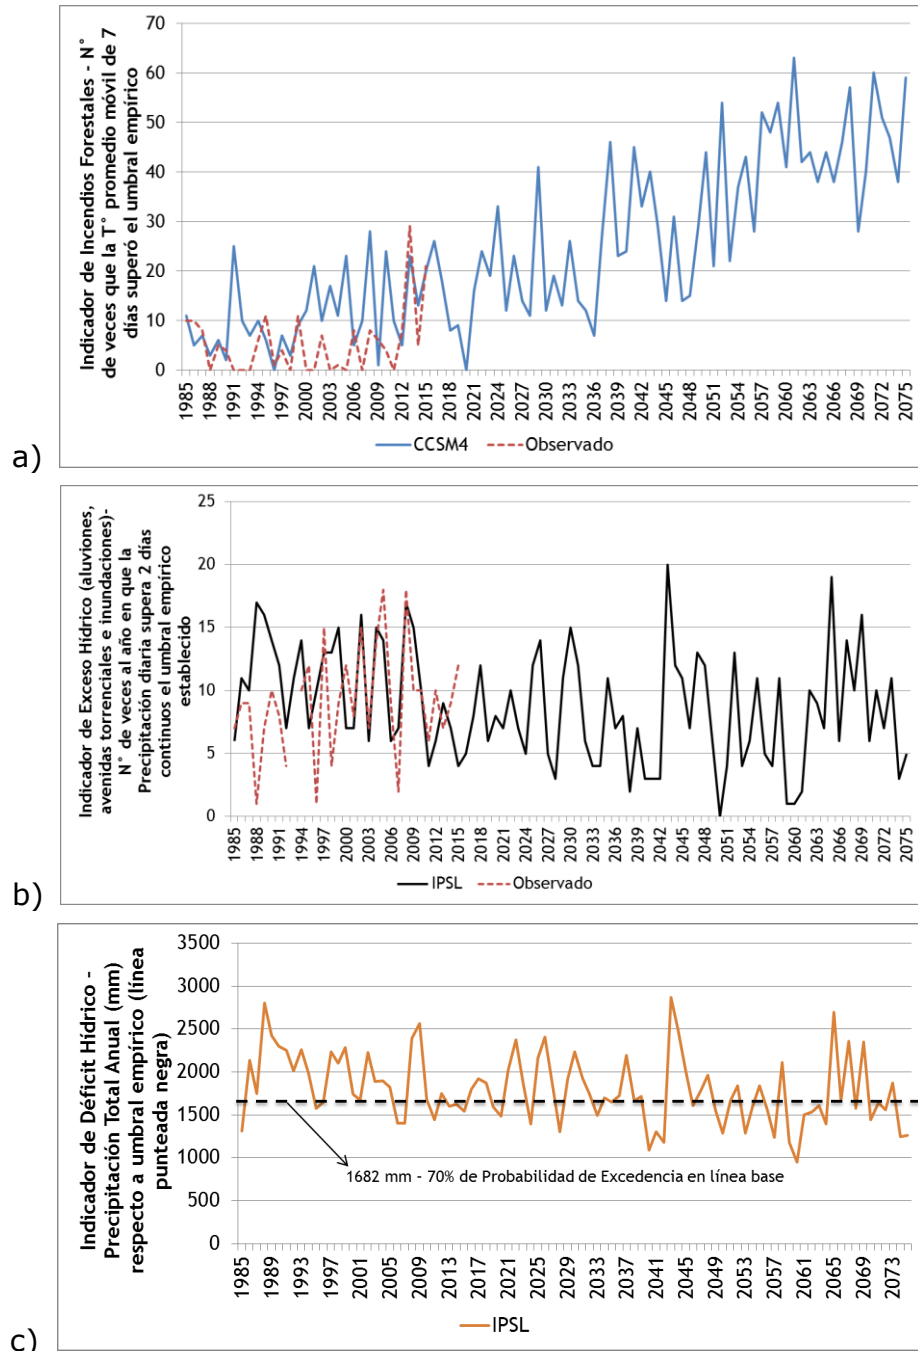 Indicador de Incendios Forestales - N°
de veces que la T° promedio móvil de 7
días superó el umbral empírico
70
60
50
40
30
20
10
0
1985 1988 1991 1994 1997 2000 2003 2006 2009 2012 2015 2018 2021 2024 2027 2030 2033 2036 2039 2042 2045 2048 2051 2054 2057 2060 2063 2066 2069 2072 2075
CCSM4 Observado
a)
Indicador de Exceso Hídrico (aluviones,
avenidas torrenciales e inundaciones)-
N° de veces al año en que la
Precipitación diaria supera 2 días
continuos el umbral empírico
establecido
25
20
15
10
5
0
1985 1988 1991 1994 1997 2000 2003 2006 2009 2012 2015 2018 2021 2024 2027 2030 2033 2036 2039 2042 2045 2048 2051 2054 2057 2060 2063 2066 2069 2072 2075
IPSL Observado
b)
Indicador de Déficit Hídrico -
Precipitación Total Anual (mm)
respecto a umbral empírico (línea
punteada negra)
3500
3000
2500
2000
1500
1000
500
0
1682 mm - 70% de Probabilidad de Excedencia en línea base
1985 1989 1993 1997 2001 2005 2009 2013 2017 2021 2025 2029 2033 2037 2041 2045 2049 2053 2057 2061 2065 2069 2073
IPSL
c)